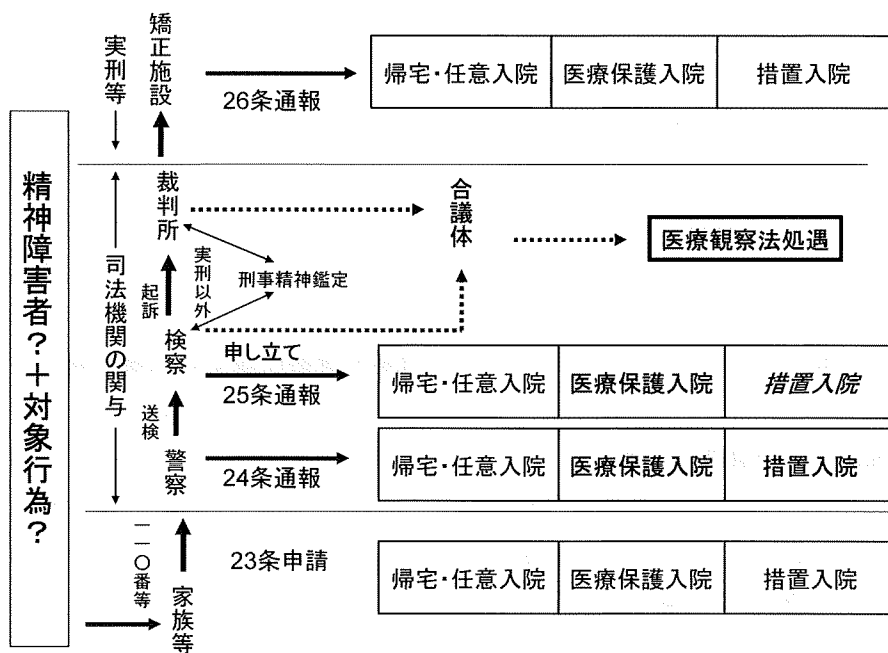 精神障害者？＋対象行為？
実刑等
矯正施設
26条通報
帰宅・任意入院
医療保護入院
措置入院
司法機関の関与
裁判所
合議体
医療観察法処遇
起訴
実刑以外
刑事精神鑑定
検察
申し立て
25条通報
帰宅・任意入院
医療保護入院
措置入院
送検
警察
24条通報
帰宅・任意入院
医療保護入院
措置入院
一一〇番等
家族等
23条申請
帰宅・任意入院
医療保護入院
措置入院